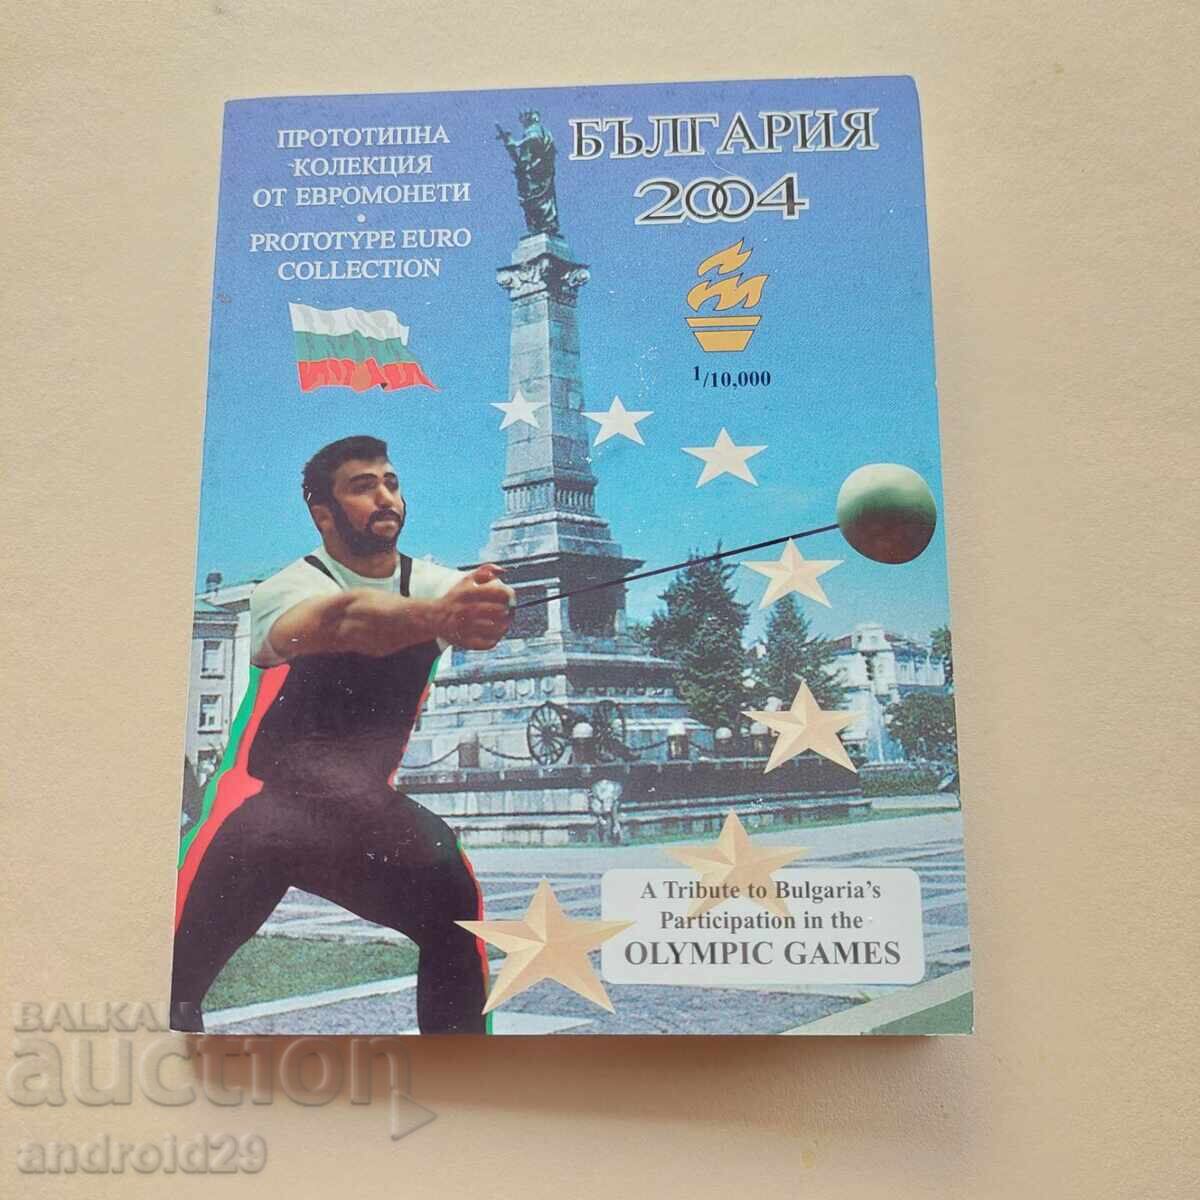 ПРОТОТИПНА
КОЛЕКЦИЯ
ОТ ЕВРОМОНЕТИ
•
PROTOTYPE EURO
COLLECTION
БЪЛГАРИЯ
2004
1/10,000
A Tribute to Bulgaria's
Participation in the
OLYMPIC GAMES
BALKAN
auction
android29